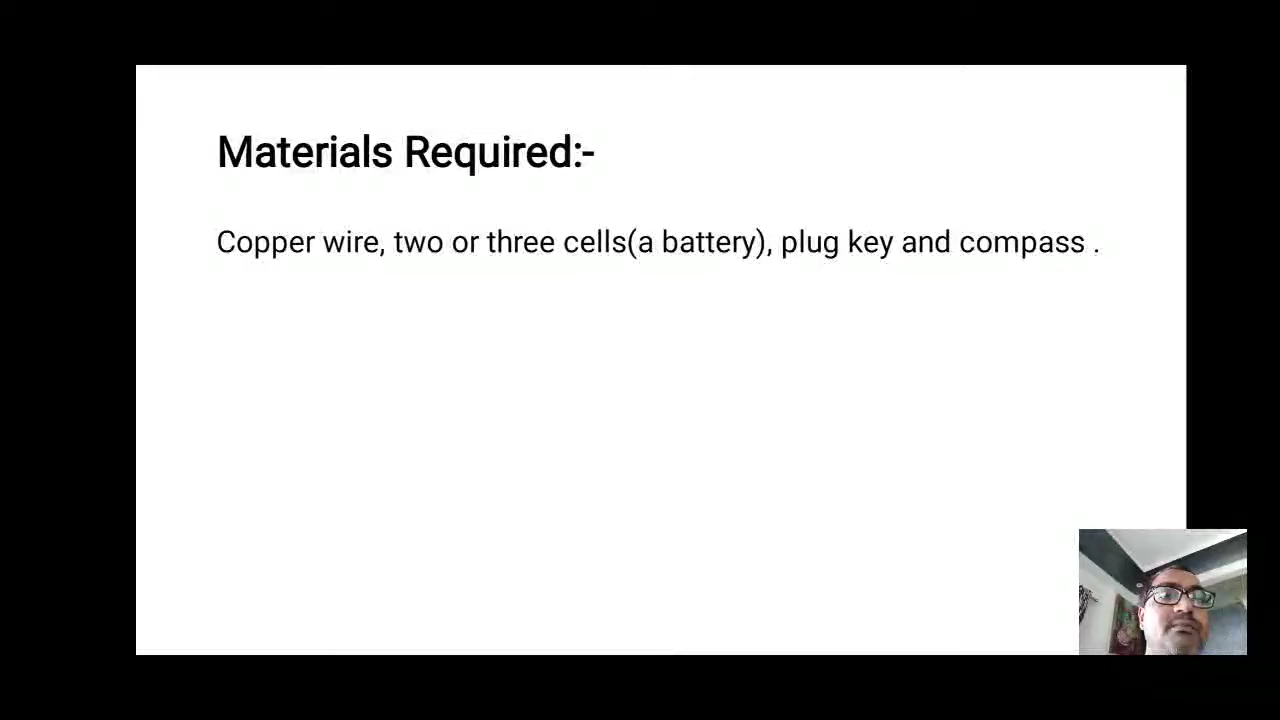 Materials Required:-
Copper wire, two or three cells(a battery), plug key and compass .